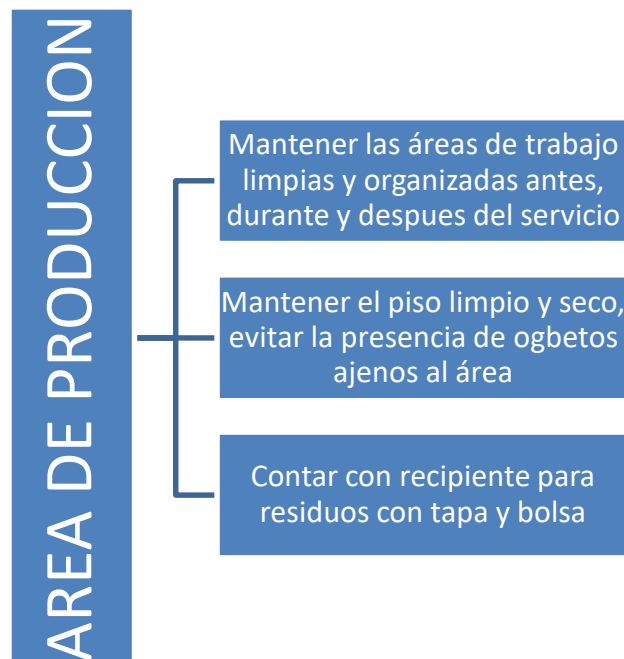 AREA DE PRODUCCION
Mantener las áreas de trabajo
limpias y organizadas antes,
durante y despues del servicio
Mantener el piso limpio y seco,
evitar la presencia de ogbetos
ajenos al área
Contar con recipiente para
residuos con tapa y bolsa